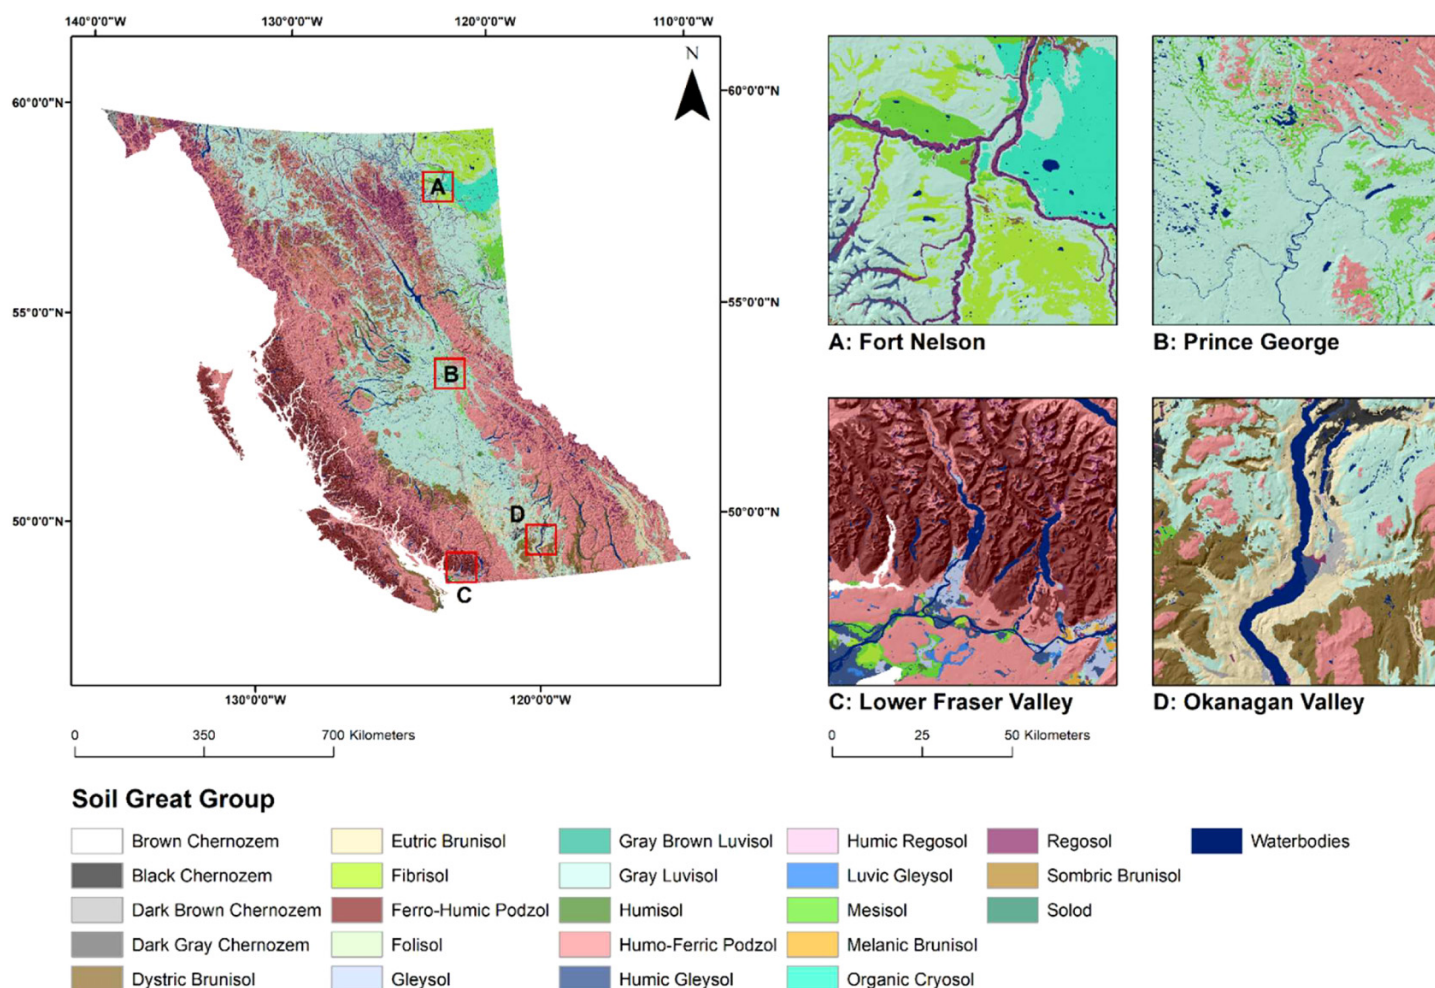 140°0'0"W 130°0'0"W 120°0'0"W 110°0'0"W
N
60°0'0"N 60°0'0"N
A
55°0'0"N 55°0'0"N
B
50°0'0"N D 50°0'0"N
C
130°0'0"W 120°0'0"W
0 350 700 Kilometers
A: Fort Nelson B: Prince George
C: Lower Fraser Valley D: Okanagan Valley
0 25 50 Kilometers
Soil Great Group
Brown Chernozem
Black Chernozem
Dark Brown Chernozem
Dark Gray Chernozem
Dystric Brunisol
Eutric Brunisol
Fibrisol
Ferro-Humic Podzol
Folisol
Gleysol
Gray Brown Luvisol
Gray Luvisol
Humisol
Humo-Ferric Podzol
Humic Gleysol
Humic Regosol
Luvic Gleysol
Mesisol
Melanic Brunisol
Organic Cryosol
Regosol
Sombric Brunisol
Solod
Waterbodies